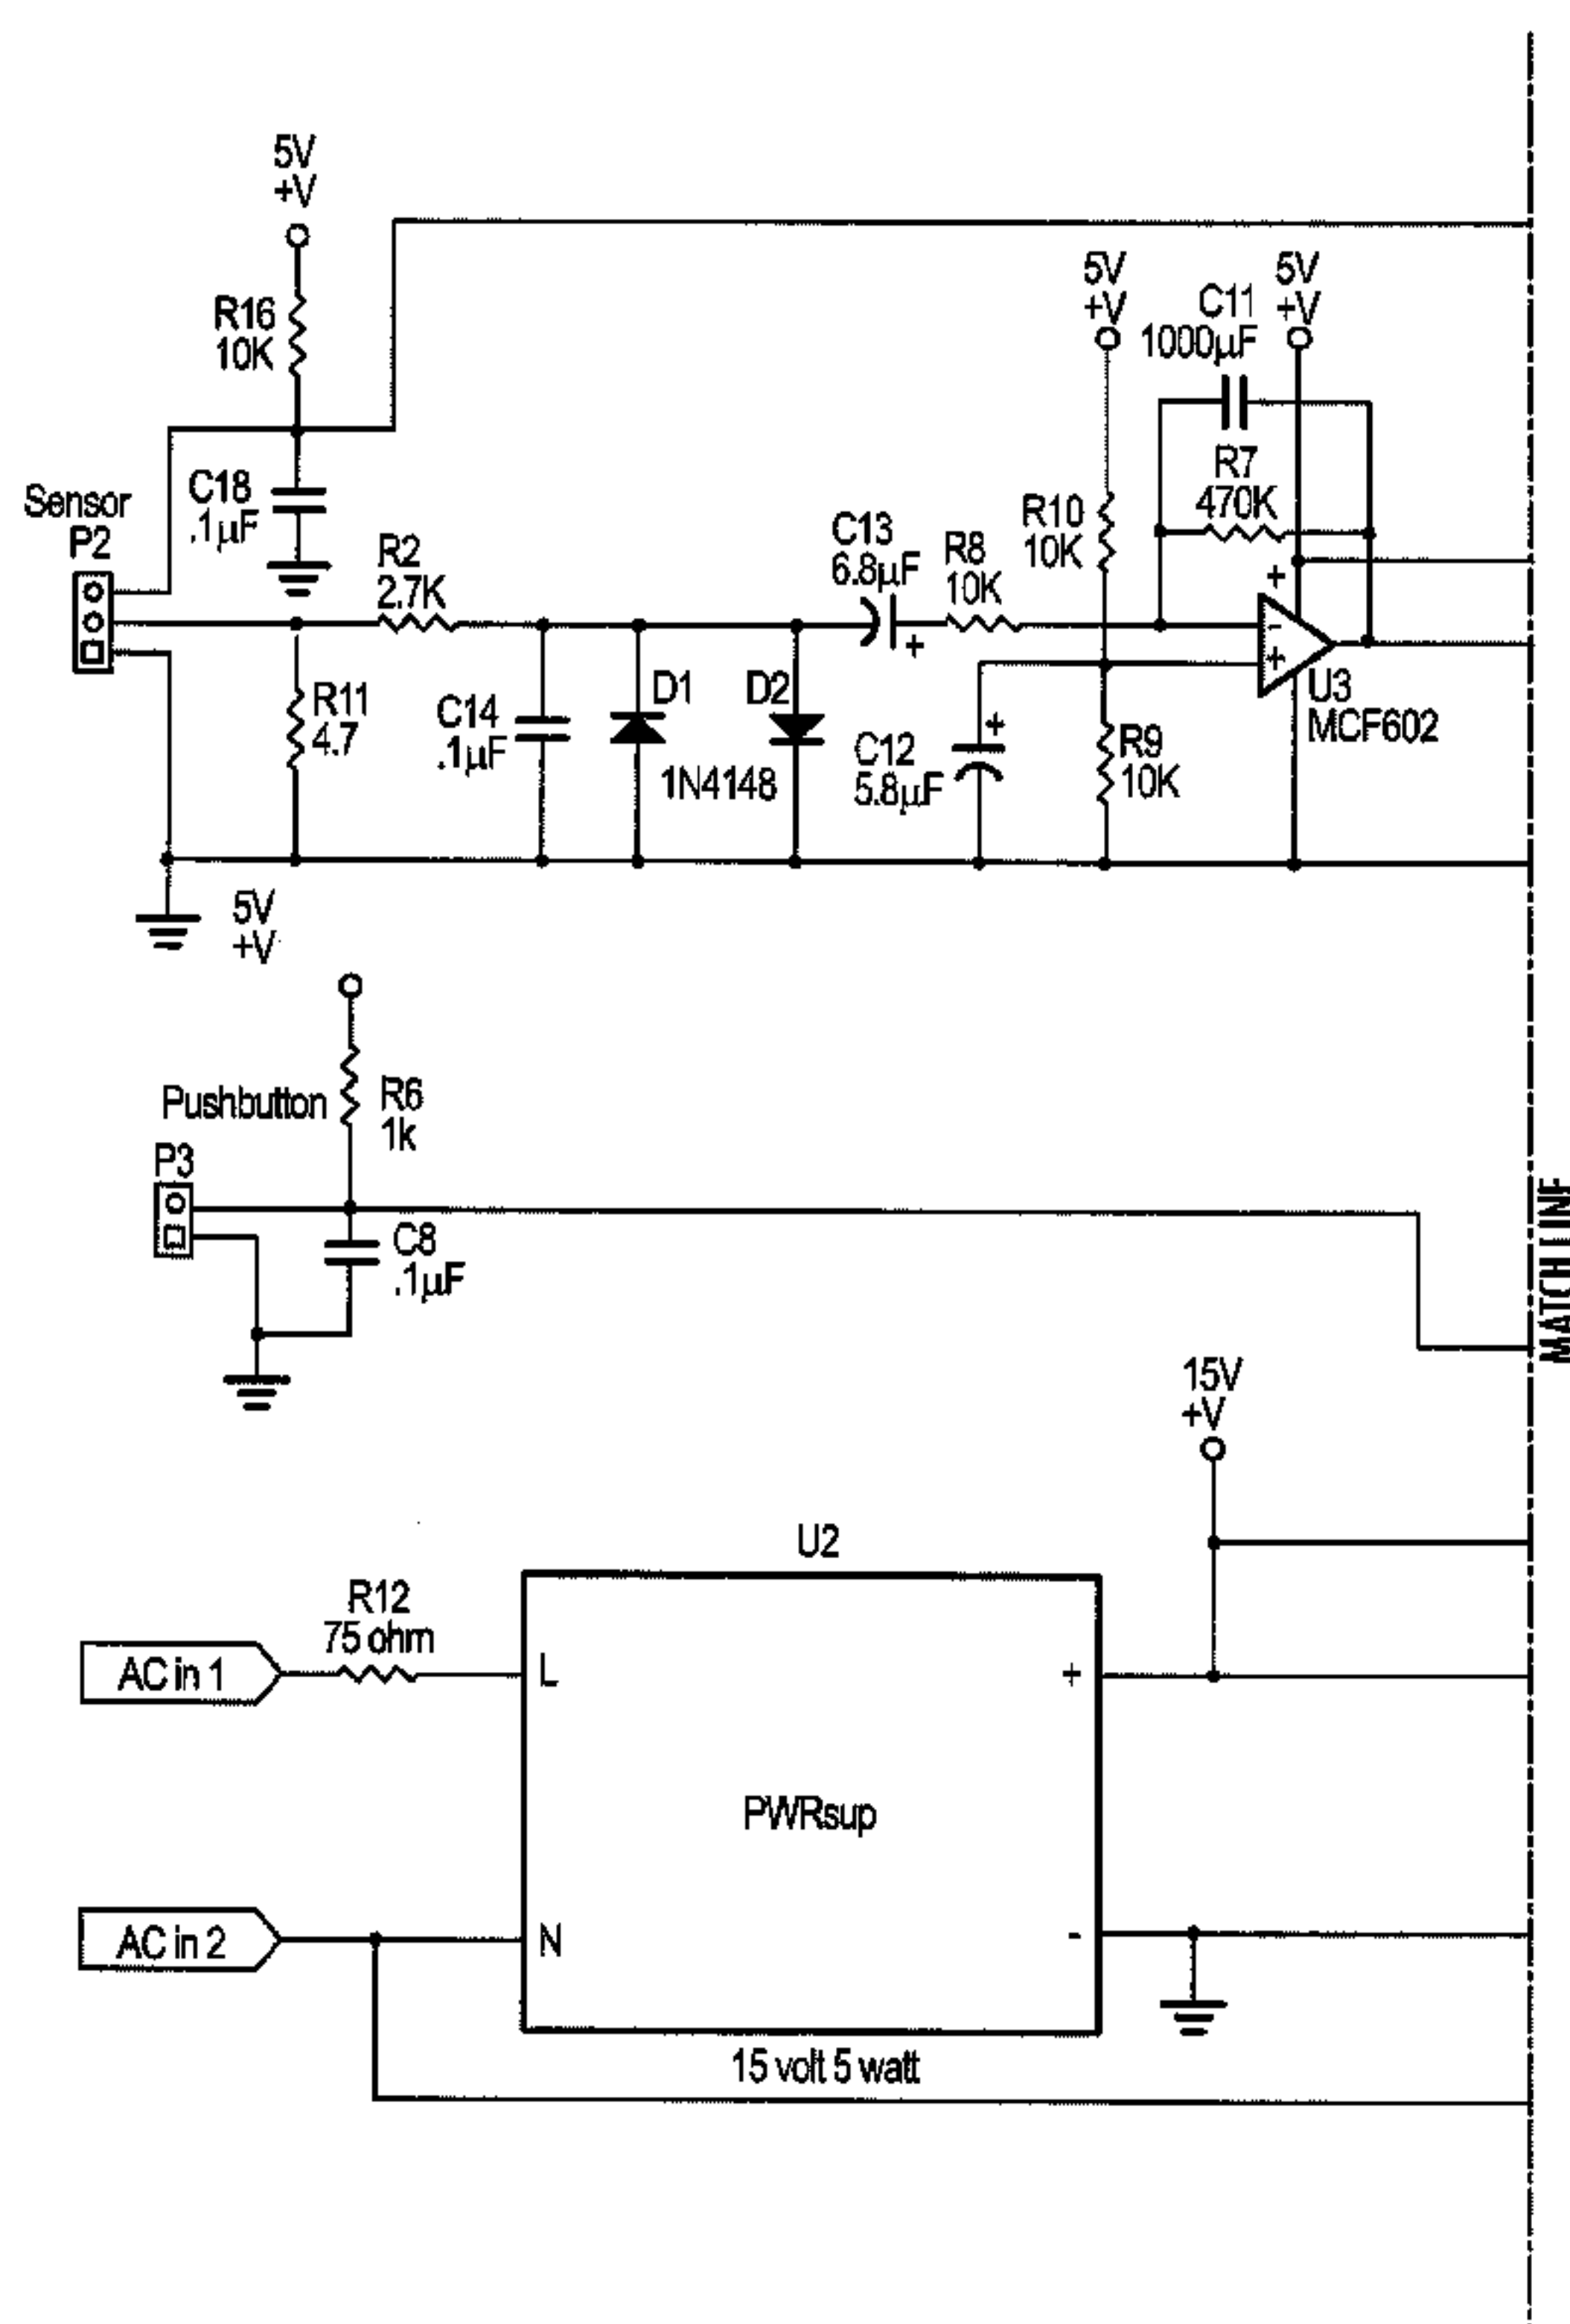 5V
+V
R16
10K
C18
.1µF
Sensor
P2
R2
2.7K
R11
4.7
C14
.1µF
D1
D2
1N4148
C13
6.8µF
R8
10K
5V
+V
R10
10K
C11
1000µF
5V
+V
R7
470K
+
+
-
+
U3
MCF602
+
C12
5.8µF
R9
10K
5V
+V
Pushbutton
R6
1k
P3
C8
.1µF
MATCH LINE
15V
+V
U2
R12
75 ohm
AC in 1
L
+
PWRsup
AC in 2
N
-
15 volt 5 watt